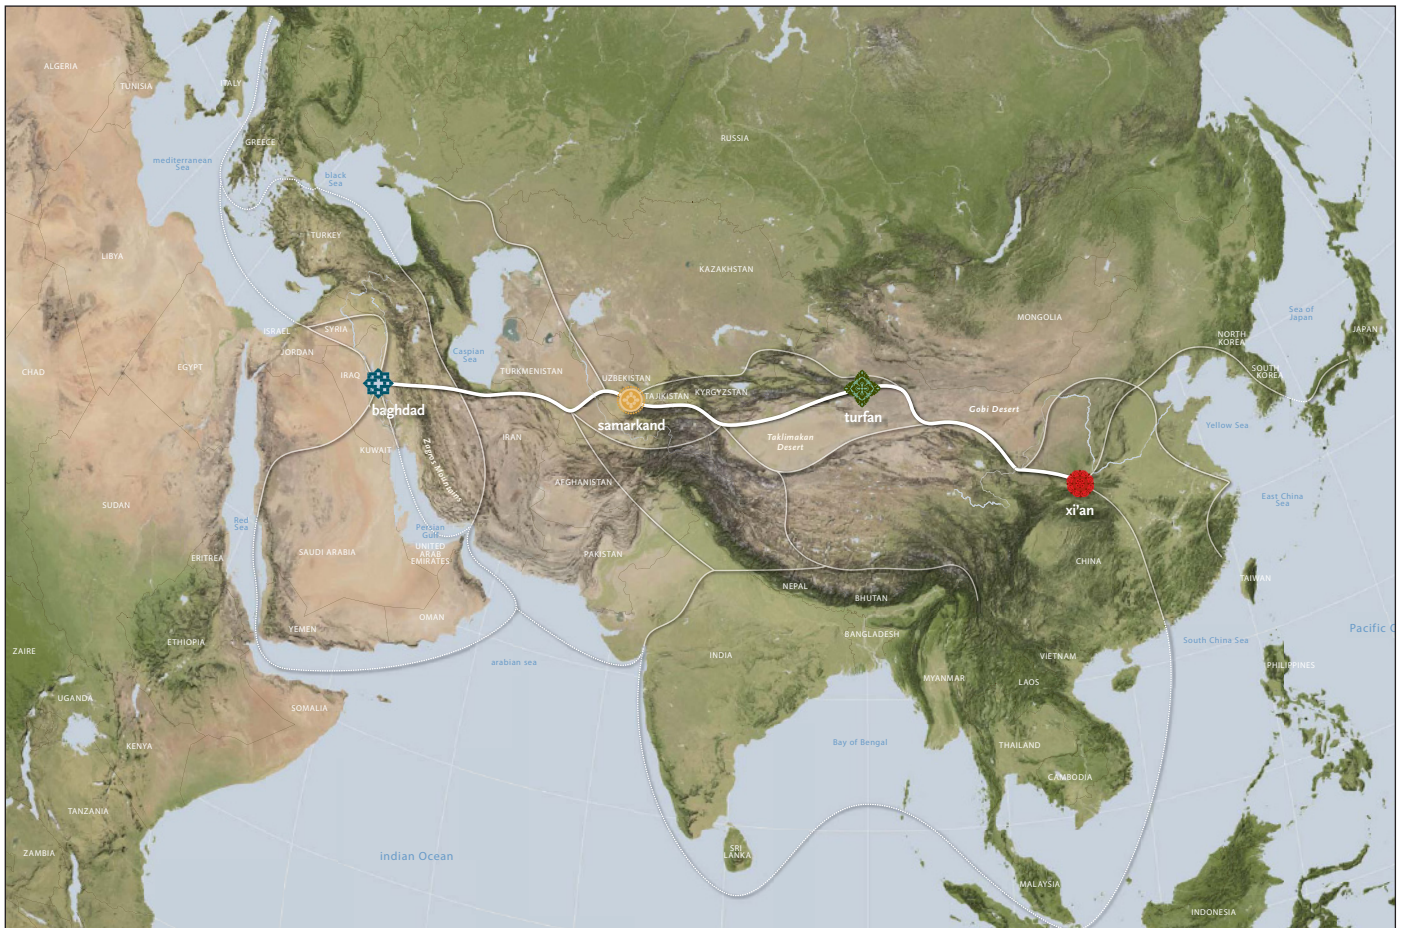 ALGERIA
TUNISIA
ITALY
GREECE
mediterranean
Sea
black
Sea
TURKEY
LIBYA
RUSSIA
KAZAKHSTAN
MONGOLIA
Sea of
Japan
JAPAN
NORTH
KOREA
SOUTH
KOREA
ISRAEL
SYRIA
JORDAN
IRAQ
EGYPT
CHAD
Caspian
Sea
TURKMENISTAN
UZBEKISTAN
TAJIKISTAN
KYRGYZSTAN
baghdad
samarkand
turfan
Gobi Desert
Taklimakan
Desert
Yellow Sea
KUWAIT
Zagros Mountains
IRAN
AFGHANISTAN
xi'an
East China
Sea
SUDAN
Red
Sea
Persian
Gulf
UNITED
ARAB
EMIRATES
SAUDI ARABIA
ERITREA
PAKISTAN
NEPAL
BHUTAN
CHINA
TAIWAN
OMAN
YEMEN
ETHIOPIA
ZAIRE
BANGLADESH
INDIA
arabian sea
South China Sea
Pacific O
VIETNAM
PHILIPPINES
LAOS
MYANMAR
UGANDA
SOMALIA
KENYA
Bay of Bengal
THAILAND
CAMBODIA
TANZANIA
ZAMBIA
indian Ocean
SRI
LANKA
MALAYSIA
INDONESIA